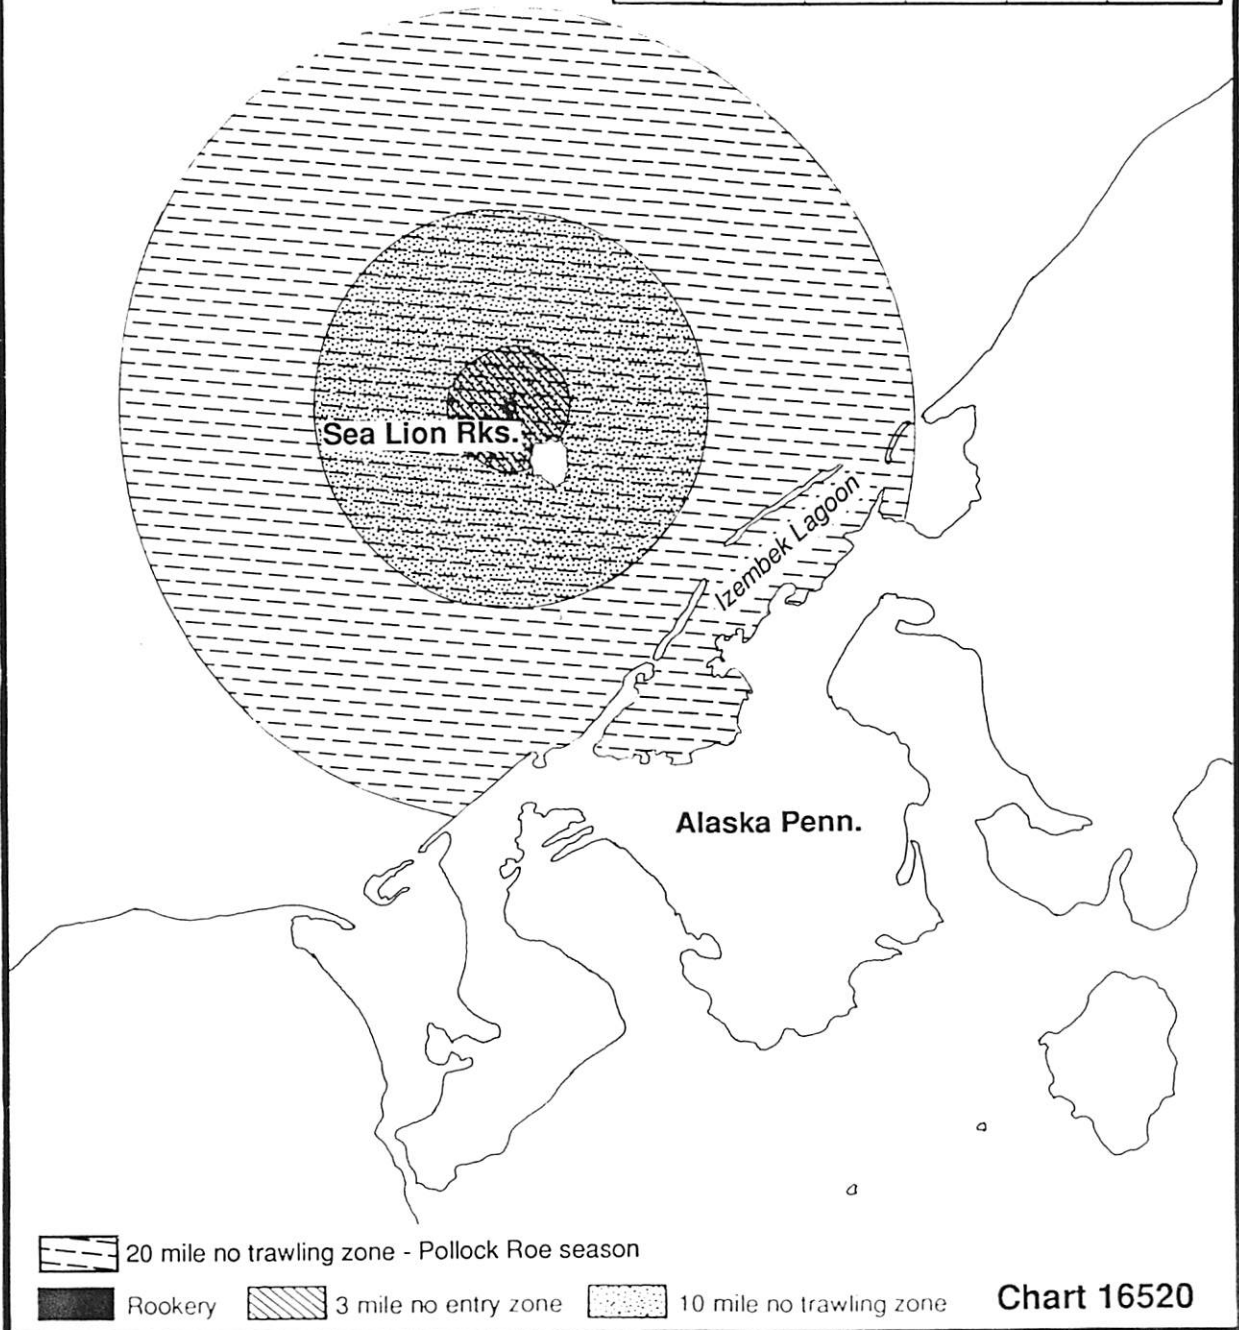 Sea Lion Rks.
Izembek Lagoon
Alaska Penn.
20 mile no trawling zone - Pollock Roe season
Rookery 3 mile no entry zone 10 mile no trawling zone Chart 16520